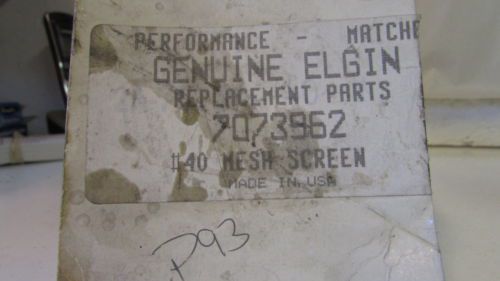 PERFORMANCE - MATCHE
GENUINE ELGIN
REPLACEMENT PARTS
7073962
#40 MESH SCREEN
MADE IN USA
P93